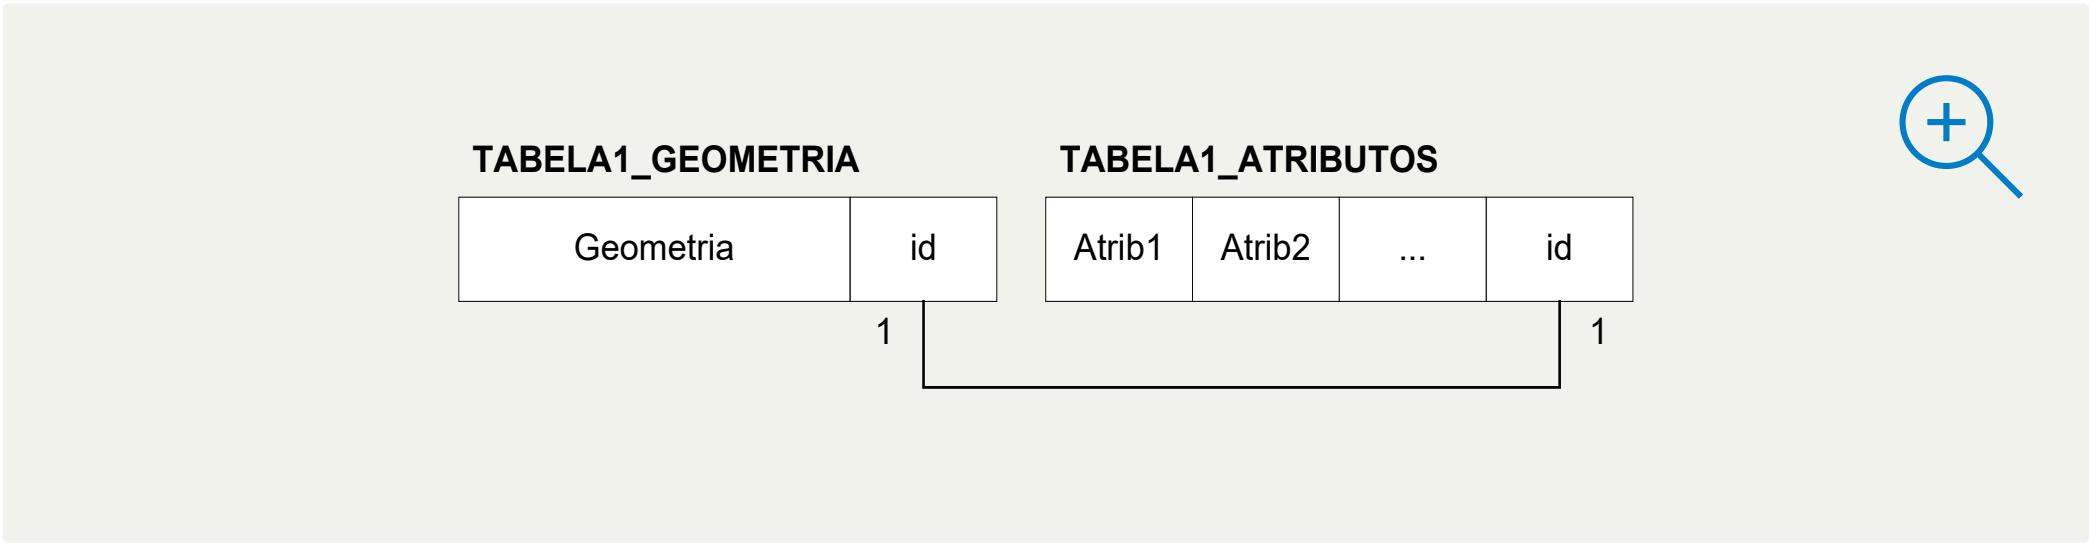 TABELA1_GEOMETRIA TABELA1_ATRIBUTOS
Geometria id Atrib1 Atrib2 ... id
1 1